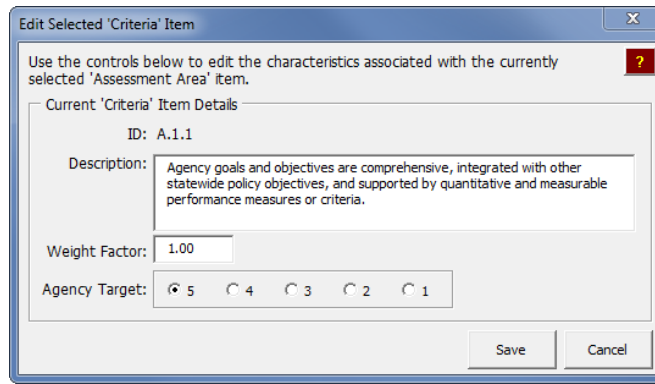 Edit Selected 'Criteria' Item
X
Use the controls below to edit the characteristics associated with the currently
selected 'Assessment Area' item.
?
Current 'Criteria' Item Details
ID: A.1.1
Description: Agency goals and objectives are comprehensive, integrated with other
statewide policy objectives, and supported by quantitative and measurable
performance measures or criteria.
Weight Factor: 1.00
Agency Target: 5 4 3 2 1
Save Cancel